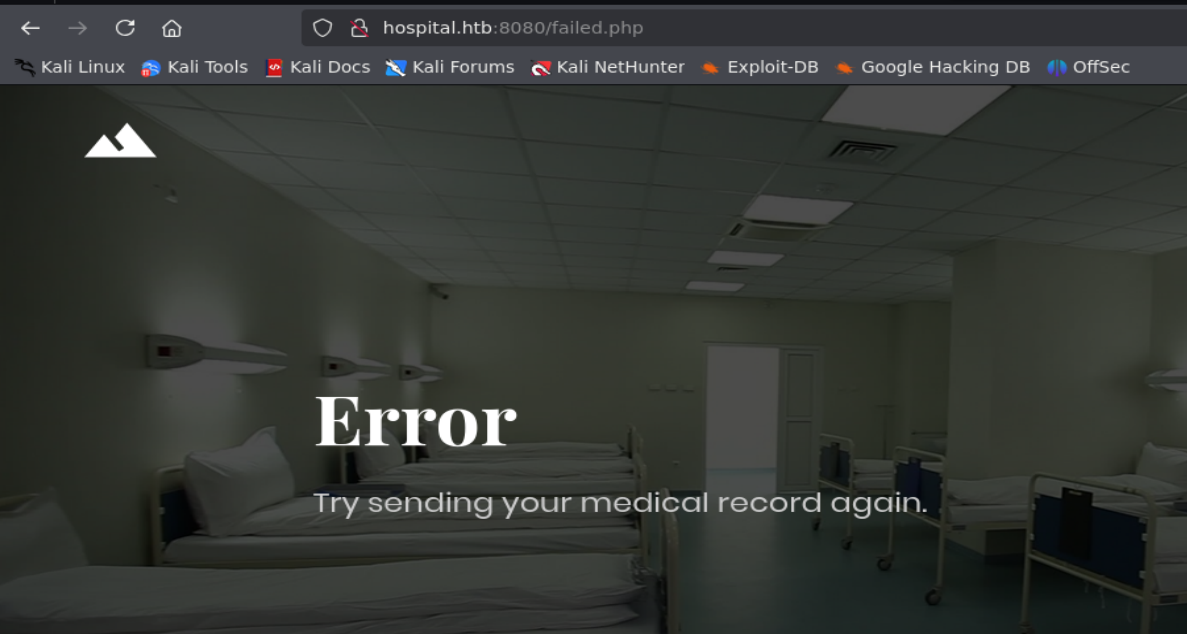 hospital.htb:8080/failed.php
Kali Linux Kali Tools Kali Docs Kali Forums Kali NetHunter Exploit-DB Google Hacking DB OffSec
Error
Try sending your medical record again.